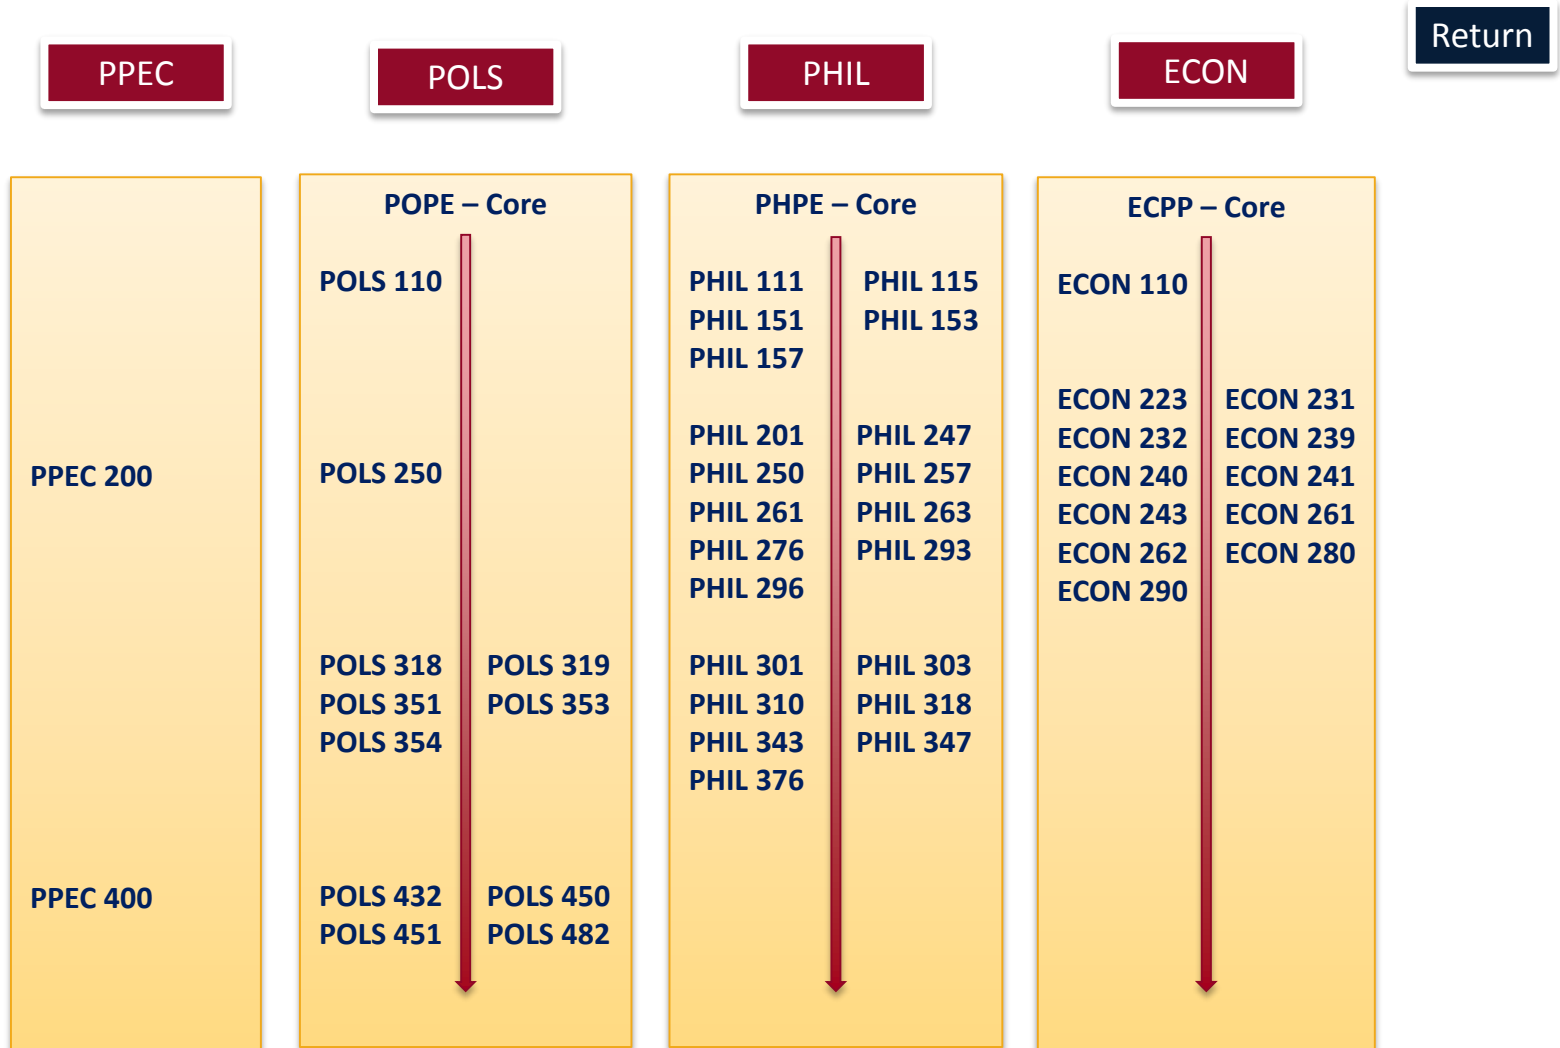 Return
PPEC
POLS
PHIL
ECON
PPEC 200
PPEC 400
POPE – Core
POLS 110
POLS 250
POLS 318 POLS 319
POLS 351 POLS 353
POLS 354
POLS 432 POLS 450
POLS 451 POLS 482
PHPE – Core
PHIL 111 PHIL 115
PHIL 151 PHIL 153
PHIL 157
PHIL 201 PHIL 247
PHIL 250 PHIL 257
PHIL 261 PHIL 263
PHIL 276 PHIL 293
PHIL 296
PHIL 301 PHIL 303
PHIL 310 PHIL 318
PHIL 343 PHIL 347
PHIL 376
ECPP – Core
ECON 110
ECON 223 ECON 231
ECON 232 ECON 239
ECON 240 ECON 241
ECON 243 ECON 261
ECON 262 ECON 280
ECON 290